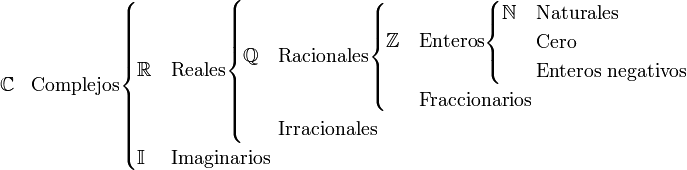 ℕ Naturales
ℤ Enteros
Cero
ℚ Racionales
ℝ Reales
Enteros negativos
ℂ Complejos
Fraccionarios
Irracionales
𝕀 Imaginarios